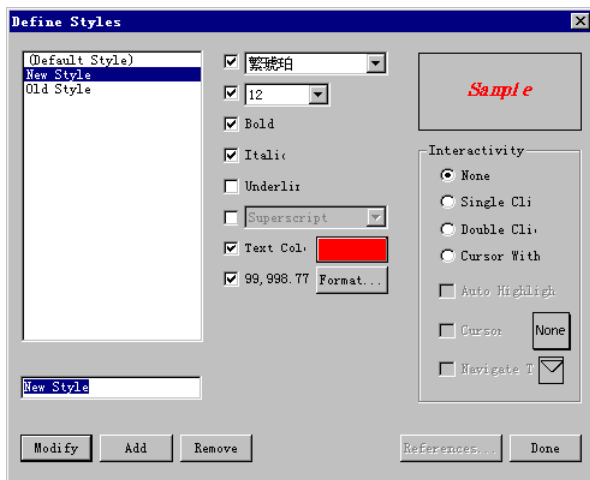 Define Styles
(Default Style)
New Style
Old Style
繁琥珀
12
Bold
Italic
Underlin
Superscript
Text Col
99,998.77
Format...
New Style
Sample
Interactivity
None
Single Cli
Double Cli
Cursor With
Auto Highligh
Cursor
None
Navigate T
Modify
Add
Remove
References...
Done